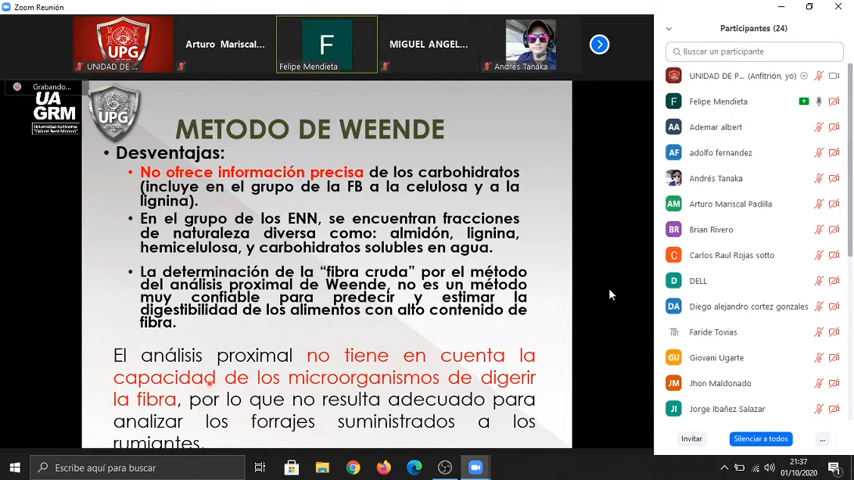 Zoom Reunión
UNIDAD DE ...
Arturo Mariscal...
F
Felipe Mendieta
MIGUEL ANGEL...
Andrés Tanaka
Grabando...
UA
GRM
UPG
METODO DE WEENDE
• Desventajas:
• No ofrece información precisa de los carbohidratos
(incluye en el grupo de la FB a la celulosa y a la
lignina).
• En el grupo de los ENN, se encuentran fracciones
de naturaleza diversa como: almidón, lignina,
hemicelulosa, y carbohidratos solubles en agua.
• La determinación de la “fibra cruda” por el método
del análisis proximal de Weende, no es un método
muy confiable para predecir y estimar la
digestibilidad de los alimentos con alto contenido de
fibra.
El análisis proximal no tiene en cuenta la
capacidad de los microorganismos de digerir
la fibra, por lo que no resulta adecuado para
analizar los forrajes suministrados a los
rumiantes.
Participantes (24)
Buscar un participante
UNIDAD DE P... (Anfitrión, yo)
F Felipe Mendieta
AA Ademar albert
AF adolfo fernandez
Andrés Tanaka
AM Arturo Mariscal Padilla
BR Brian Rivero
C Carlos Raul Rojas sotto
D DELL
DA Diego alejandro cortez gonzales
Faride Tovias
GU Giovani Ugarte
JM Jhon Maldonado
JI Jorge Ibañez Salazar
Invitar
Silenciar a todos
...
Escribe aquí para buscar
21:37
01/10/2020